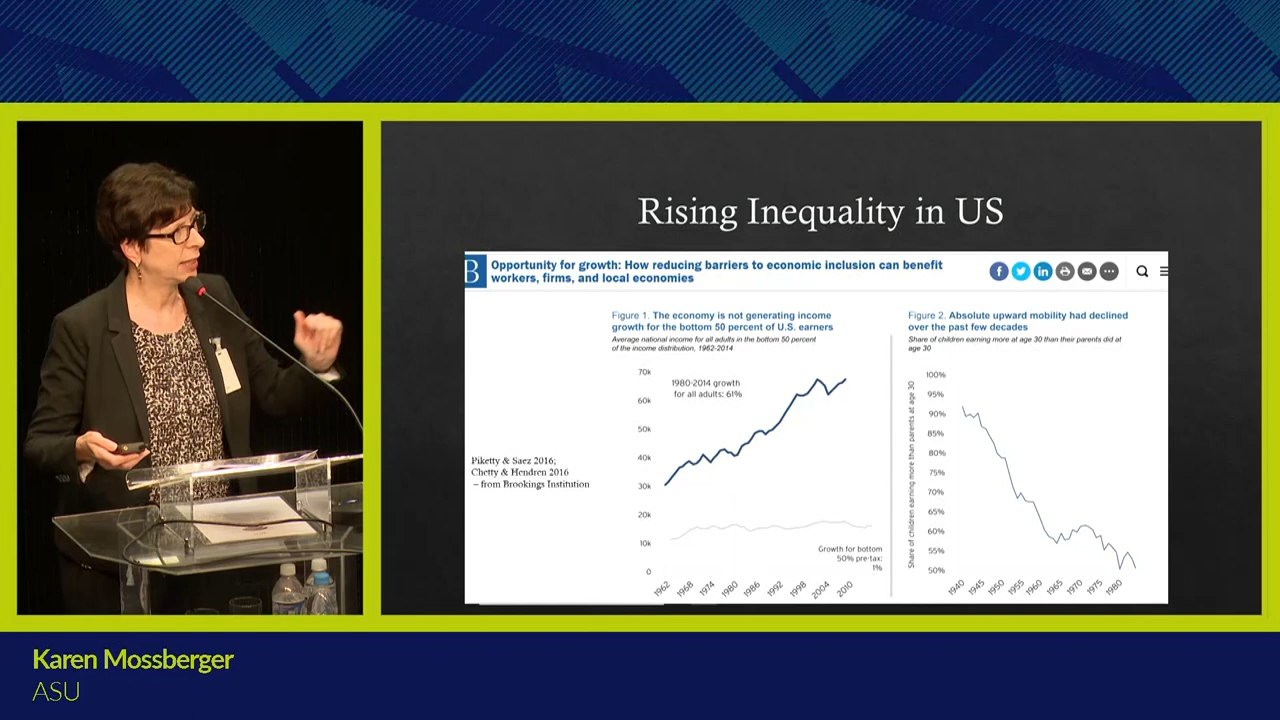 Rising Inequality in US
B
Opportunity for growth: How reducing barriers to economic inclusion can benefit
workers, firms, and local economies
Figure 1. The economy is not generating income
growth for the bottom 50 percent of U.S. earners
Average national income for all adults in the bottom 50 percent
of the income distribution, 1962-2014
70k
60k
50k
40k
30k
20k
10k
0
1980-2014 growth
for all adults: 61%
Growth for bottom
50% pre-tax:
1%
1962
1968
1974
1980
1986
1992
1998
2004
2010
Piketty & Saez 2016;
Chetty & Hendren 2016
– from Brookings Institution
Figure 2. Absolute upward mobility had declined
over the past few decades
Share of children earning more at age 30 than their parents did at
age 30
Share of children earning more than parents at age 30
100%
95%
90%
85%
80%
75%
70%
65%
60%
55%
50%
1940
1945
1950
1955
1960
1965
1970
1975
1980
Karen Mossberger
ASU